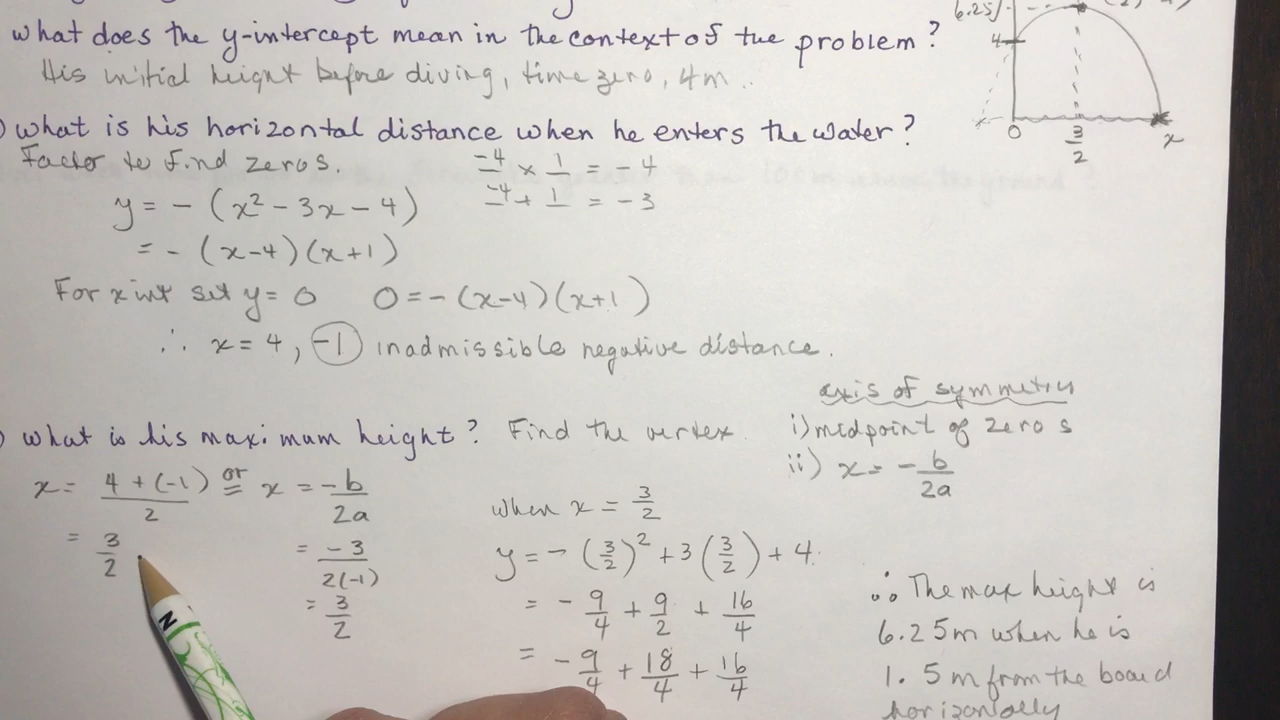 what does the y-intercept mean in the context of the problem?
His initial height before diving, time zero, 4m.
) what is his horizontal distance when he enters the water?
Factor to find zeros.
-4 × 1 = -4
-4 + 1 = -3
y = - (x² - 3x - 4)
= - (x-4)(x+1)
For x int set y = 0 0 = - (x-4)(x+1)
∴ x = 4, -1 inadmissible negative distance.
) what is his maximum height? Find the vertex
axis of symmetry
i) midpoint of zeros
ii) x = - b/2a
x = 4 + (-1)/2 or x = -b/2a
= 3/2
= -3/2(-1)
= 3/2
when x = 3/2
y = - (3/2)² + 3(3/2) + 4.
= - 9/4 + 9/2 + 16/4
= - 9/4 + 18/4 + 16/4
∴ The max height is
6.25m when he is
1.5m from the board
horizontally
6.25
4
0
3/2
x
N